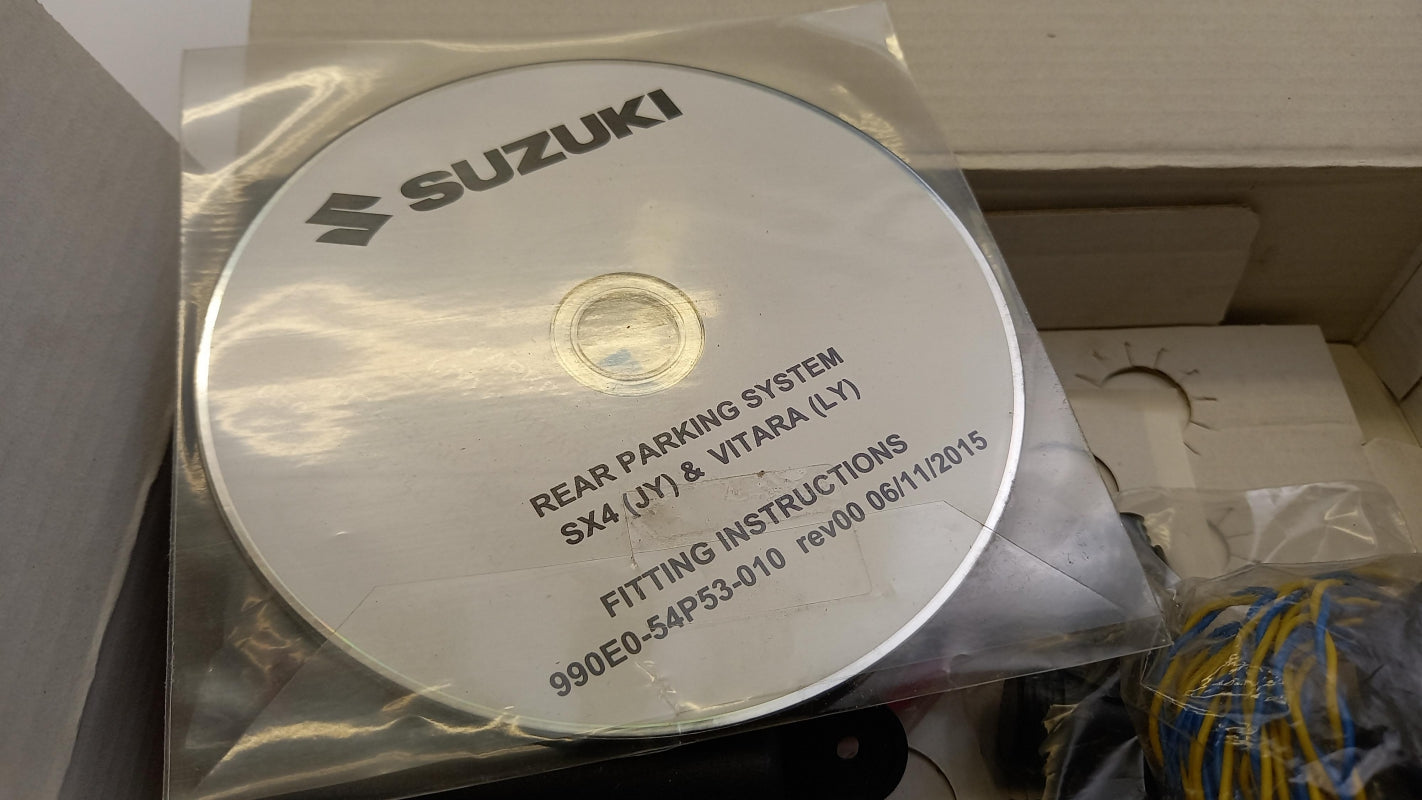 SUZUKI
REAR PARKING SYSTEM
SX4 (JY) & VITARA (LY)
FITTING INSTRUCTIONS
990E0-54P53-010 rev00 06/11/2015